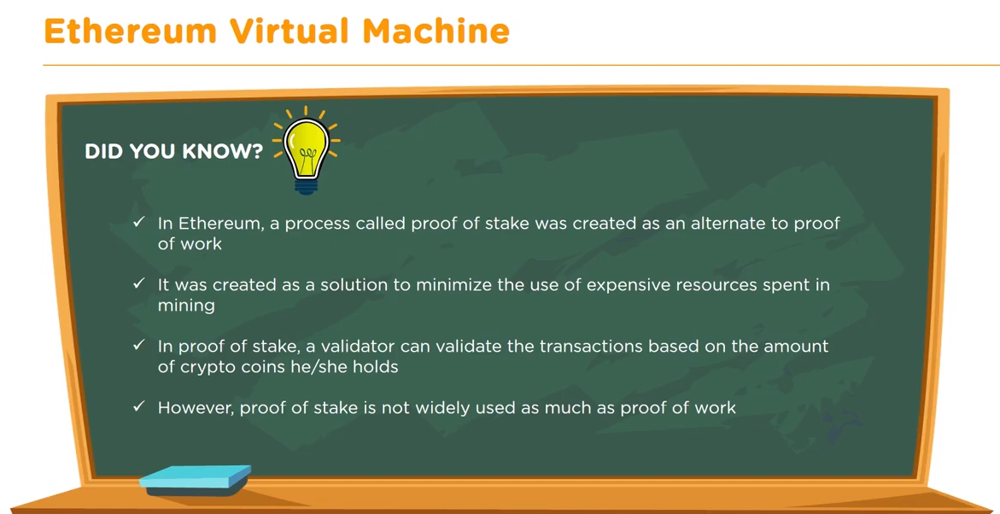 Ethereum Virtual Machine
DID YOU KNOW?
✓ In Ethereum, a process called proof of stake was created as an alternate to proof
of work
✓ It was created as a solution to minimize the use of expensive resources spent in
mining
✓ In proof of stake, a validator can validate the transactions based on the amount
of crypto coins he/she holds
✓ However, proof of stake is not widely used as much as proof of work